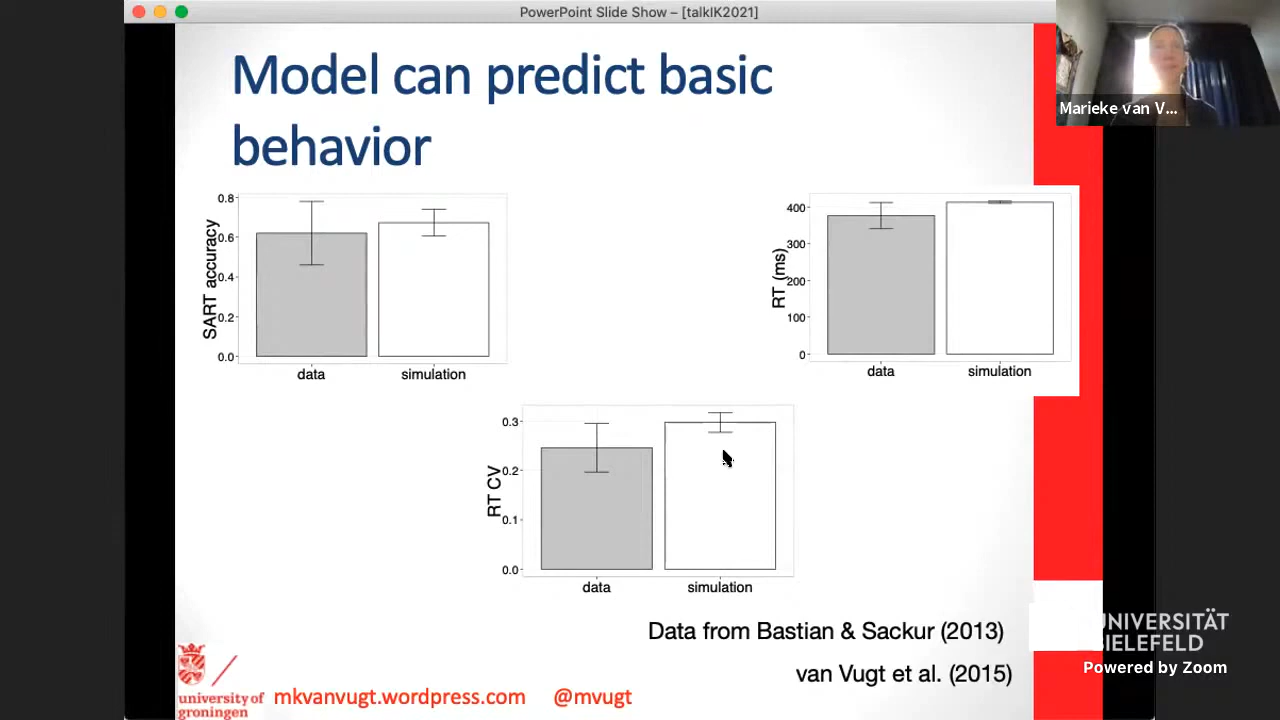 PowerPoint Slide Show – [talkIK2021]
Marieke van V...
Model can predict basic
behavior
SART accuracy
0.8
0.6
0.4
0.2
0.0
data
simulation
RT (ms)
400
300
200
100
0
data
simulation
RT CV
0.3
0.2
0.1
0.0
data
simulation
Data from Bastian & Sackur (2013)
van Vugt et al. (2015)
university of
groningen
mkvanvugt.wordpress.com
@mvugt
UNIVERSITÄT
BIELEFELD
Powered by Zoom